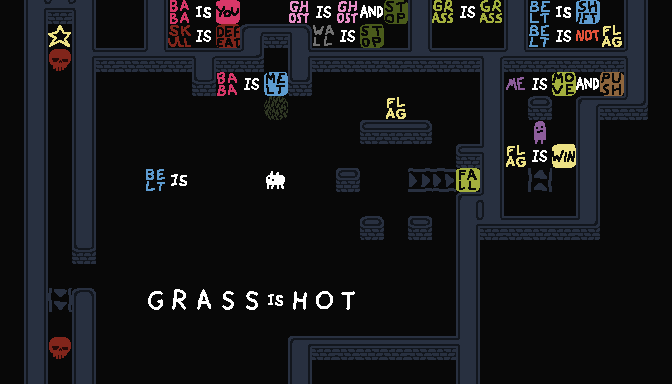 BABA IS YOU GHOST IS GHOST AND STOP GRASS IS GRASS BELT IS SHIFT
SKULL IS DEFEAT WALL IS STOP BELT IS NOT FLAG
BABA IS MELT ME IS MOVE AND PUSH
FLAG
FLAG IS WIN
BELT IS FALL
GRASS IS HOT